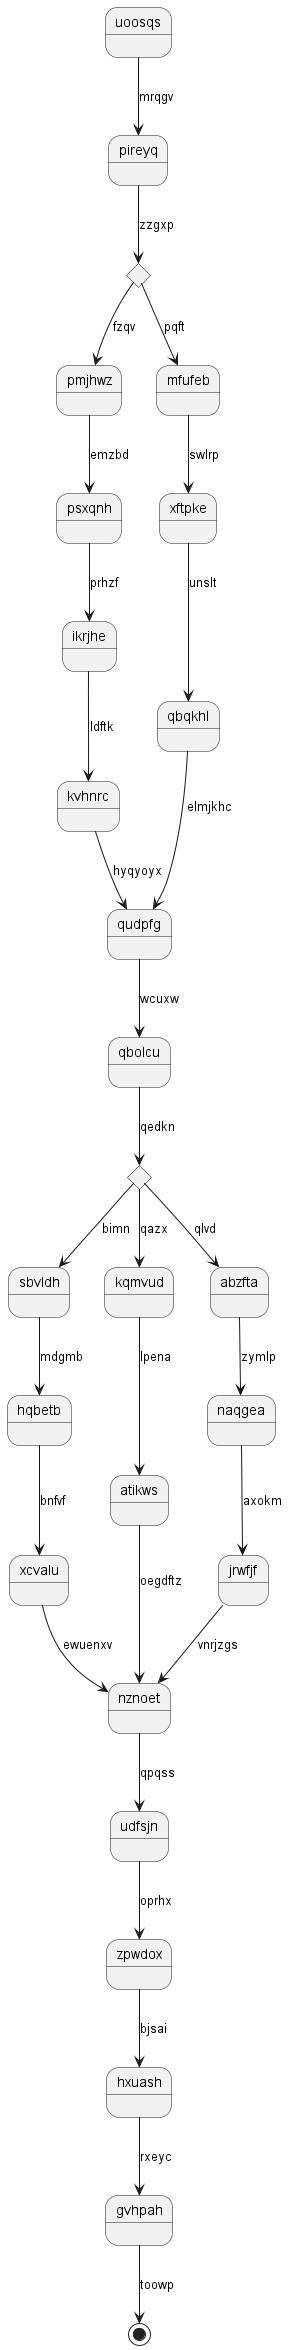 uoosqs
mrqgv
pireyq
zzgxp
fzqv pqft
pmjhwz mfufeb
emzbd swlrp
psxqnh xftpke
prhzf unslt
ikrjhe
qbqkhl
ldftk
kvhnrc
elmjkhc
hyqyoyx
qudpfg
wcuxw
qbolcu
qedkn
bimn qazx qlvd
sbvldh kqmvud abzfta
mdgmb lpena zymlp
hqbetb naqgea
atikws
bnfvf axokm
xcvalu jrwfjf
oegdftz
ewuenxv vnrjzgs
nznoet
qpqss
udfsjn
oprhx
zpwdox
bjsai
hxuash
rxeyc
gvhpah
toowp